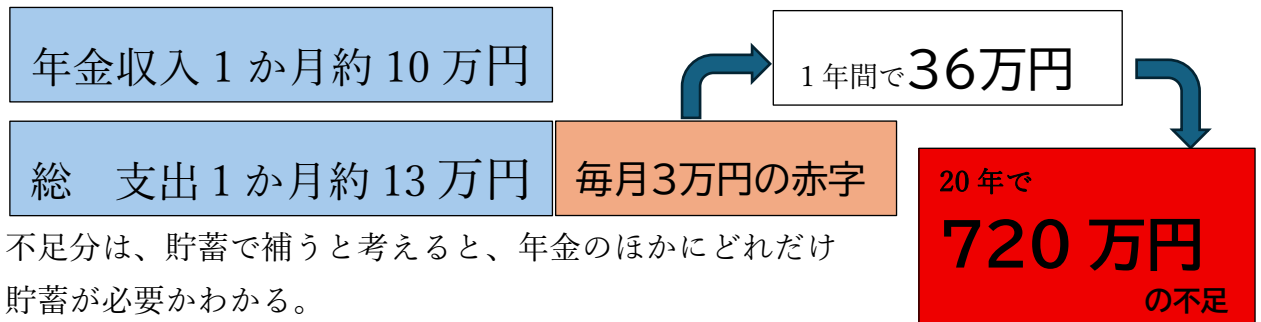 年金収入1か月約10万円
1年間で36万円
総　支出1か月約13万円
毎月3万円の赤字
20年で
720万円
の不足
不足分は、貯蓄で補うと考えると、年金のほかにどれだけ
貯蓄が必要かわかる。